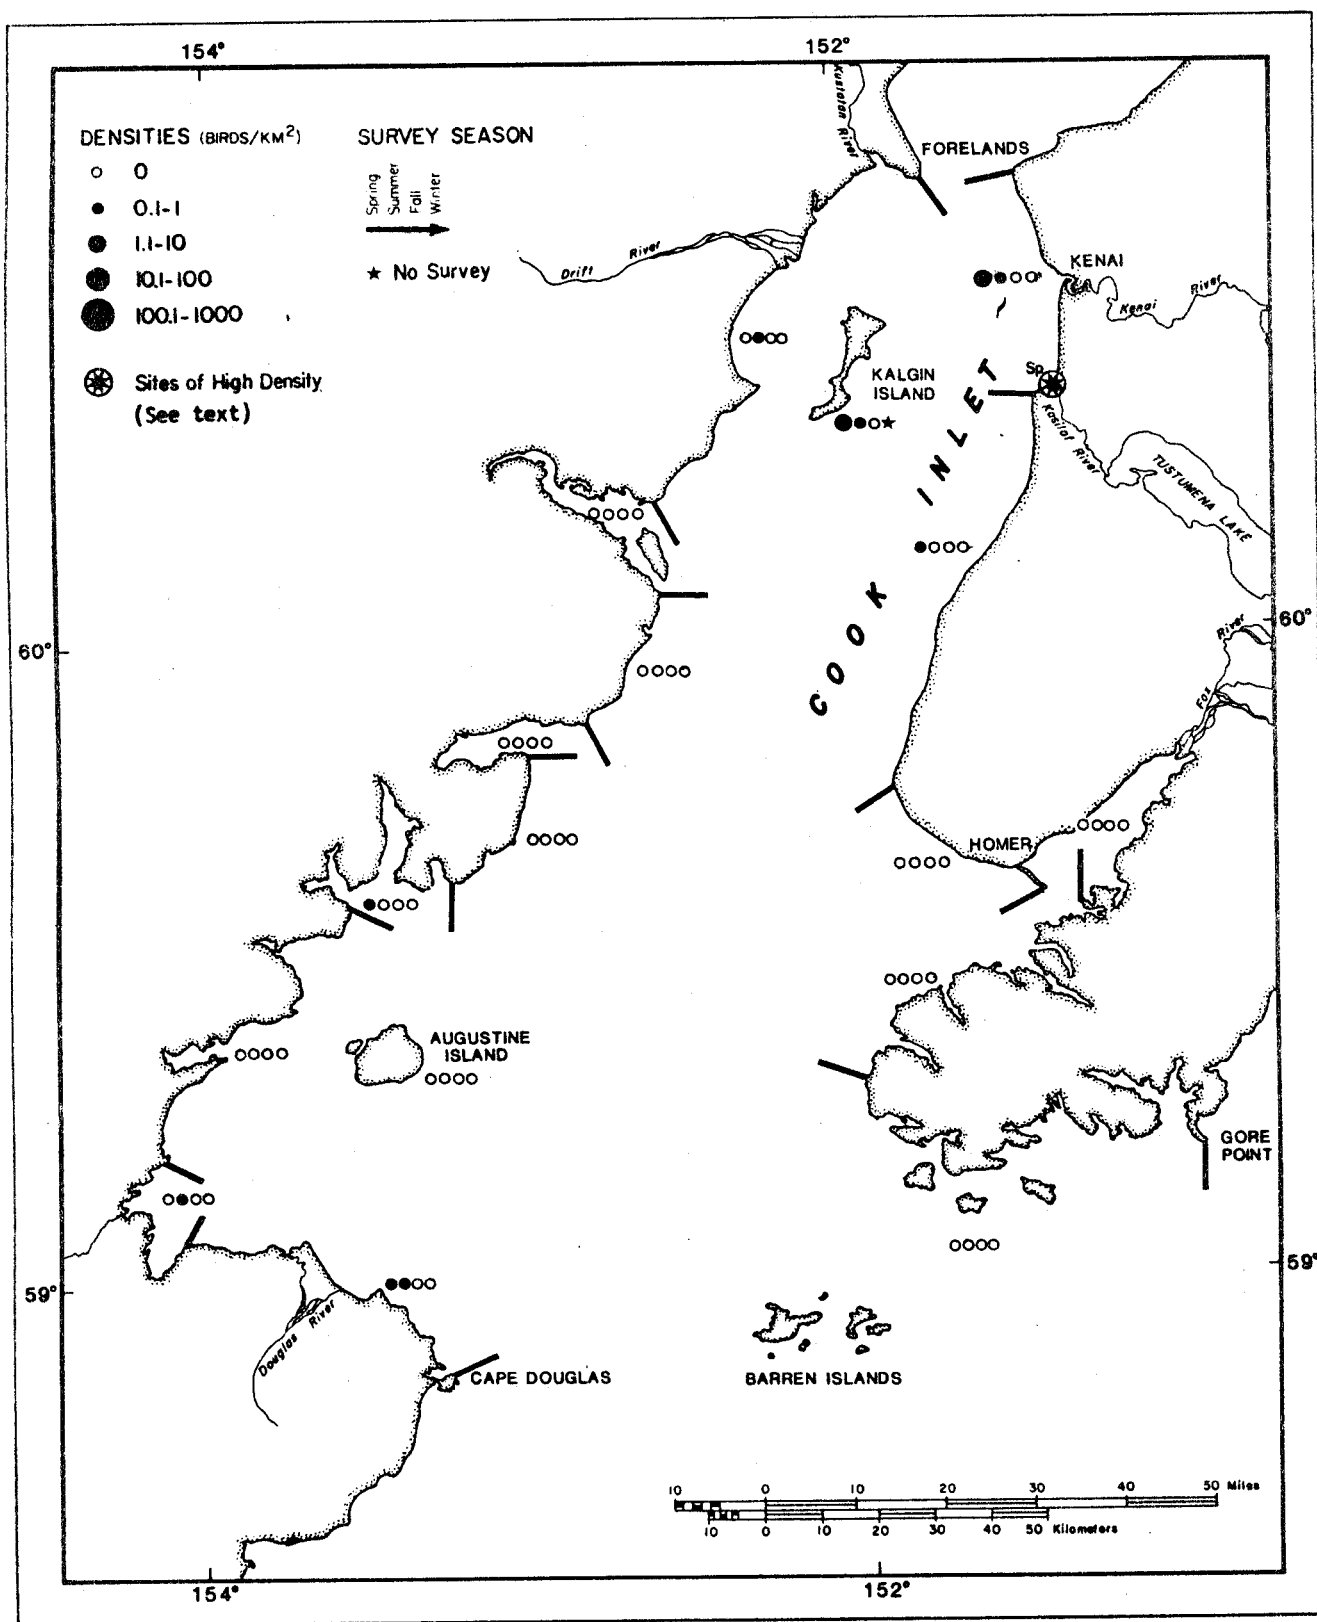 154°
152°
DENSITIES (BIRDS/KM²)
0
0.1-1
1.1-10
10.1-100
100.1-1000
Sites of High Density
(See text)
SURVEY SEASON
Spring
Summer
Fall
Winter
★ No Survey
Kustatan River
FORELANDS
Drift River
KENAI
Kenai River
KALGIN
ISLAND
Sp
Kasilof River
TUSTUMENA LAKE
COOK INLET
60°
60°
Fox River
HOMER
AUGUSTINE
ISLAND
GORE
POINT
59°
59°
Douglas River
CAPE DOUGLAS
BARREN ISLANDS
10 0 10 20 30 40 50 Miles
10 0 10 20 30 40 50 Kilometers
154°
152°